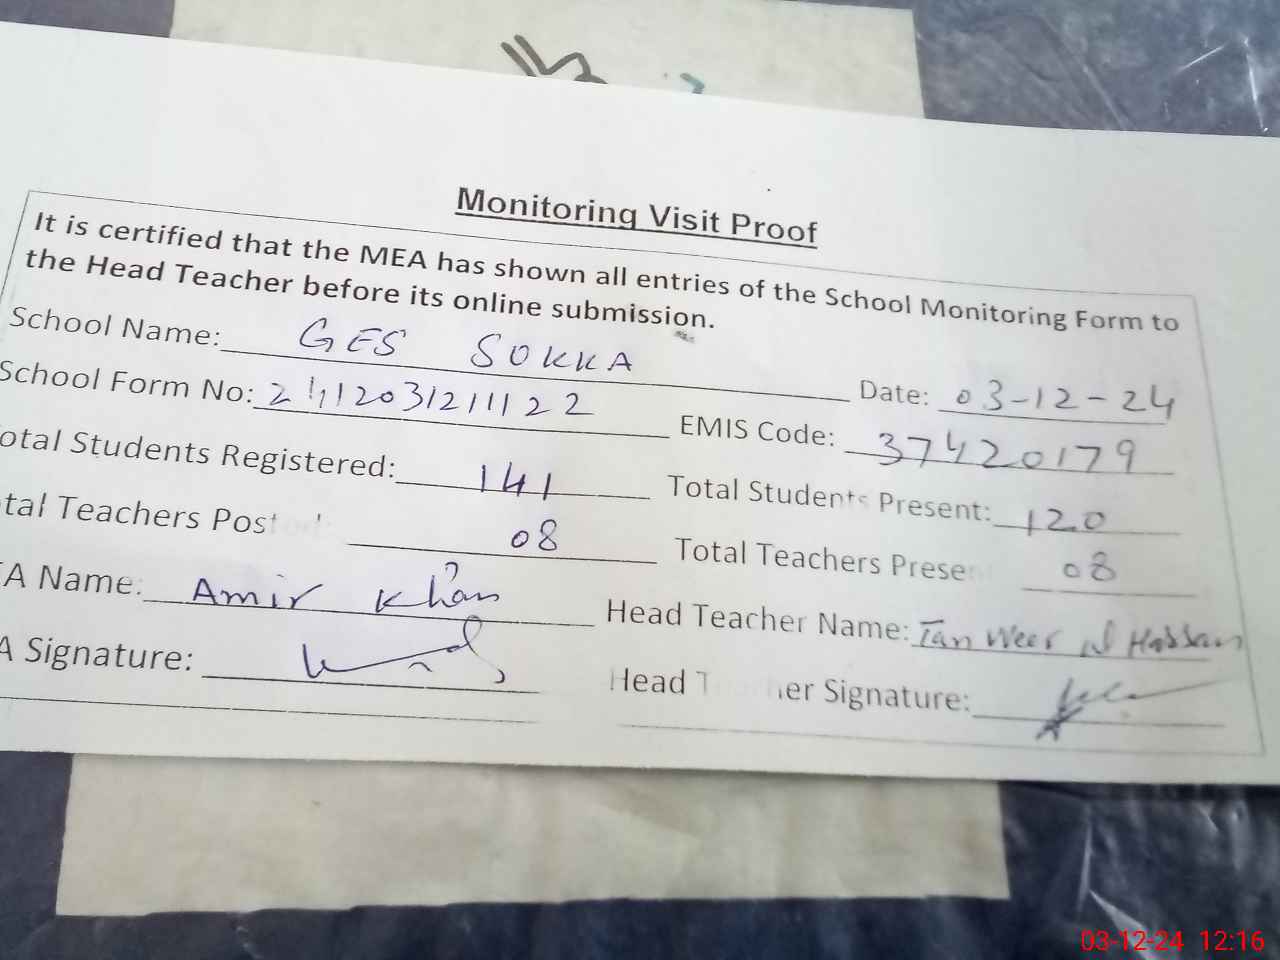 Monitoring Visit Proof
It is certified that the MEA has shown all entries of the School Monitoring Form to
the Head Teacher before its online submission.
School Name: GES SOKKA Date: 03-12-24
School Form No: EMIS Code: 37420179
otal Students Registered: 141 Total Students Present: 120
tal Teachers Post 08 Total Teachers Prese 08
A Name: Amir Khan Head Teacher Name: Hassan
A Signature: Head T her Signature:
03-12-24 12:16